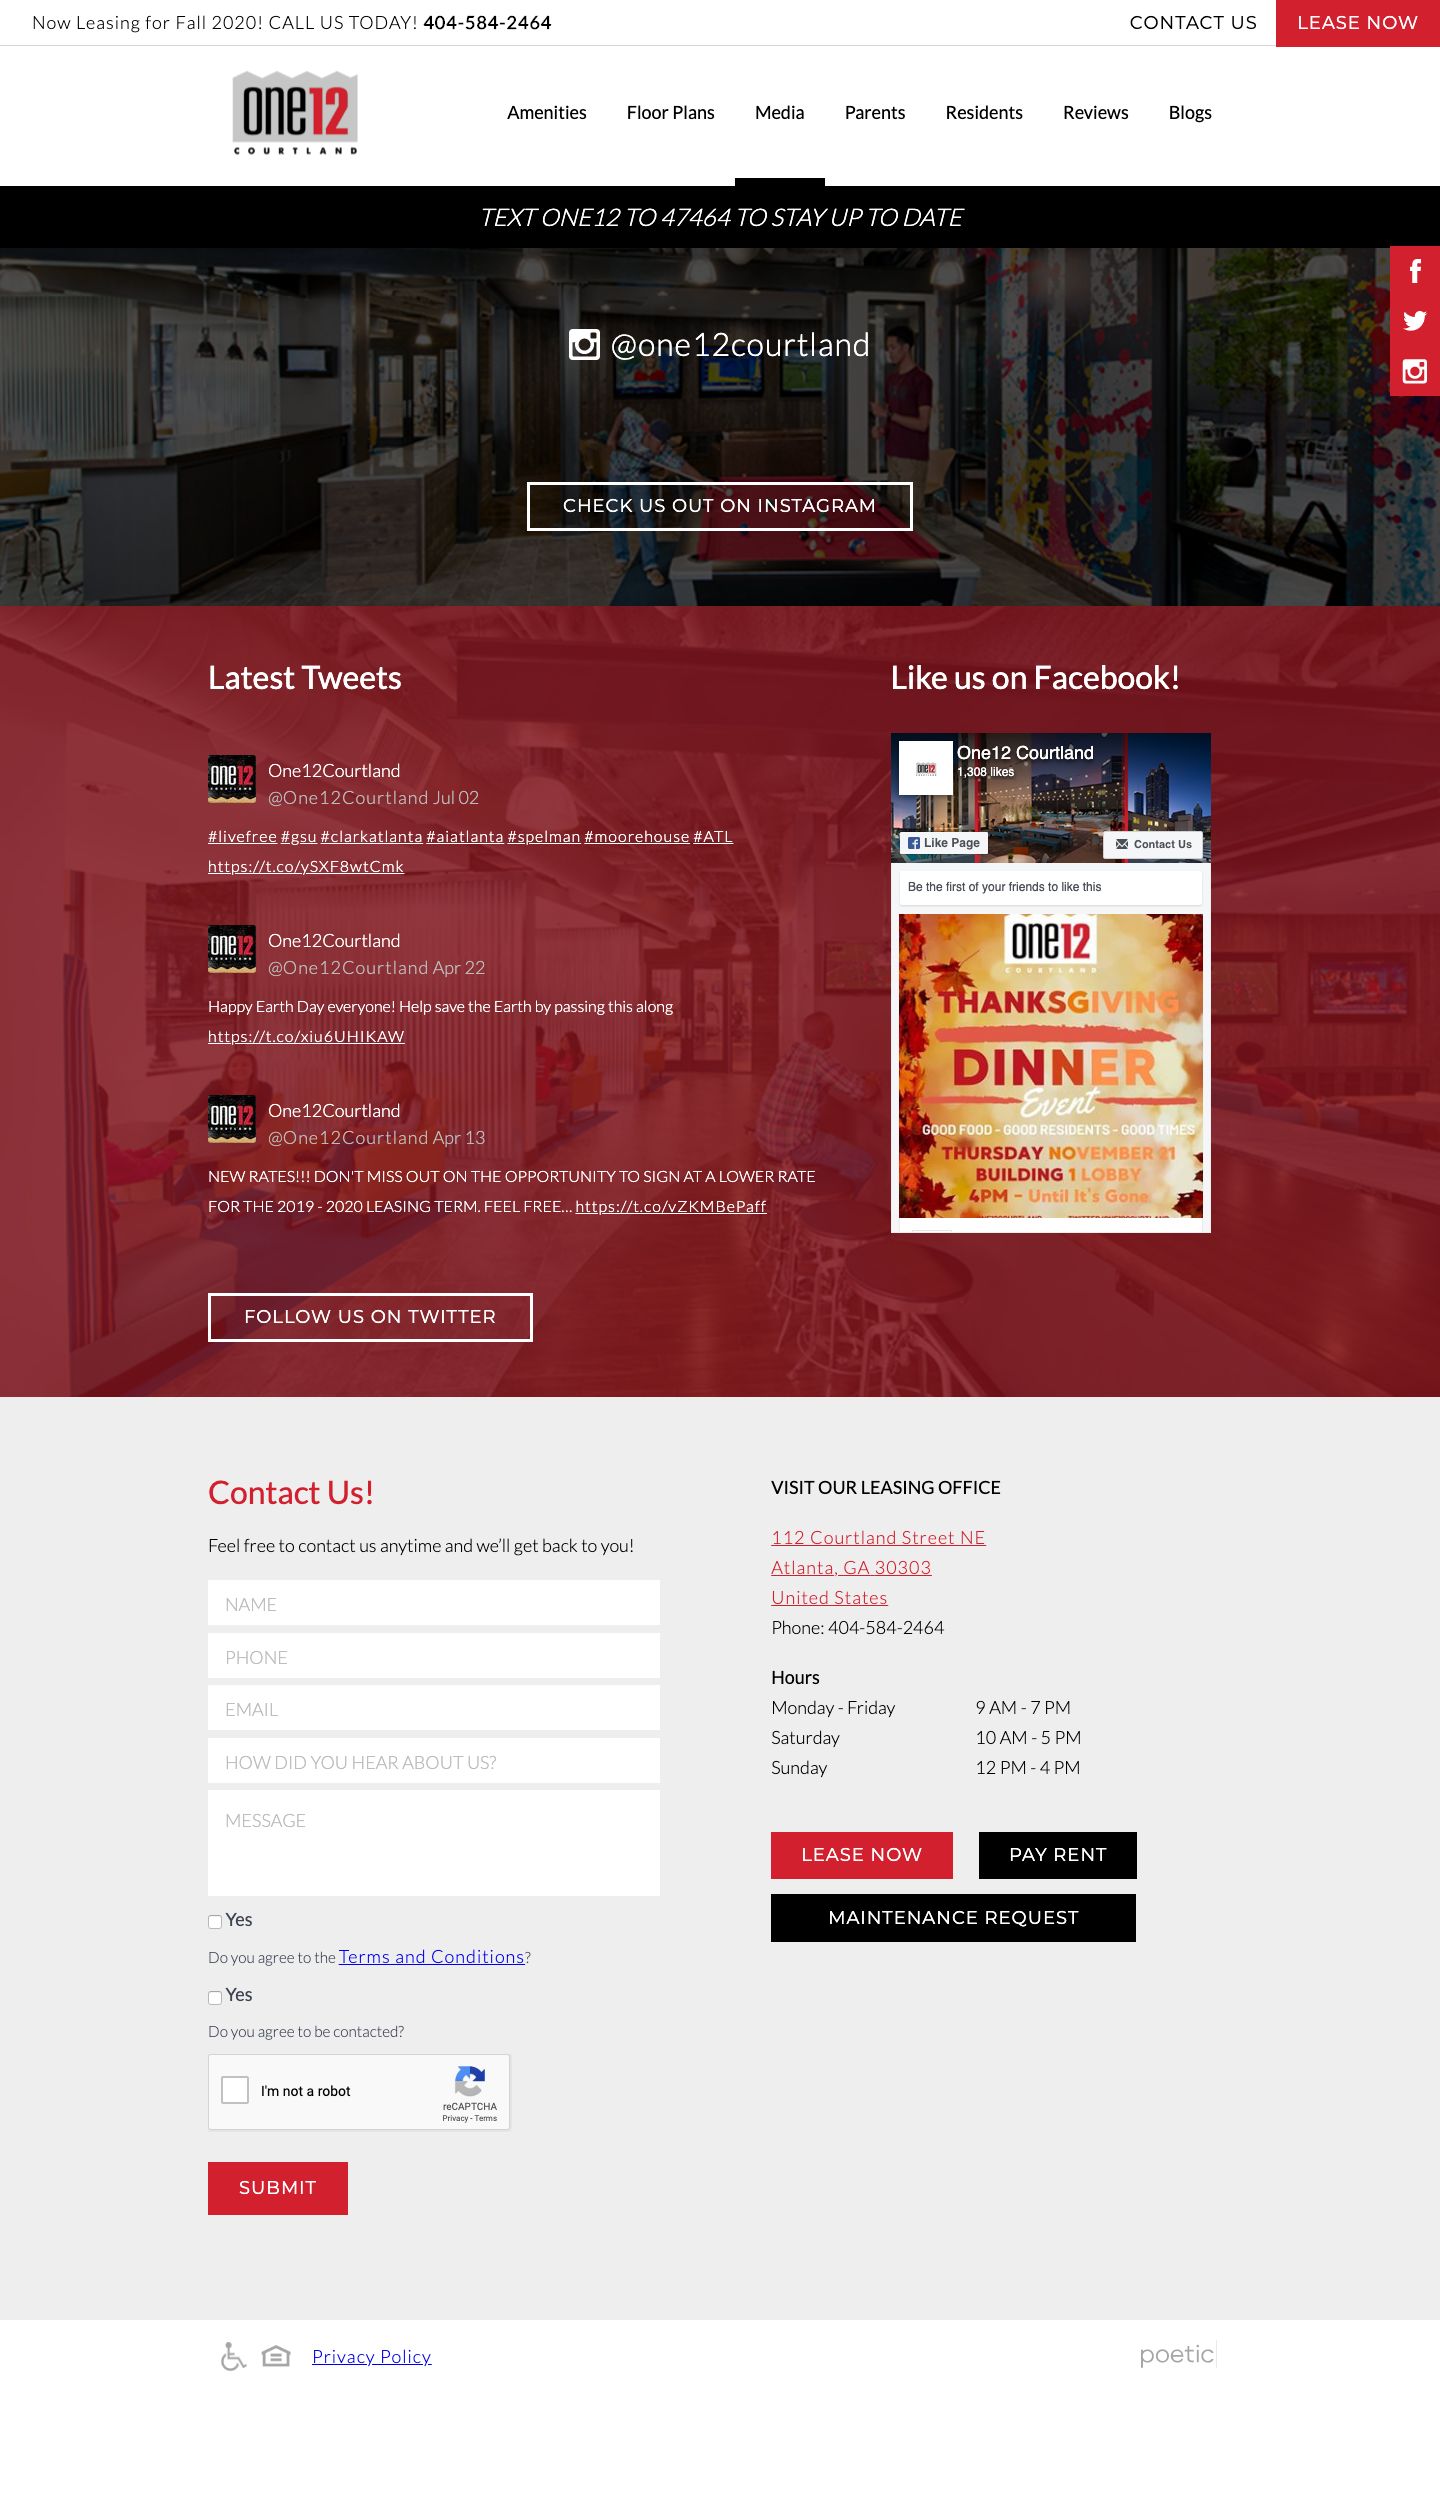 Now Leasing for Fall 2020! CALL US TODAY! 404-584-2464
CONTACT US
LEASE NOW
one12
COURTLAND
Amenities
Floor Plans
Media
Parents
Residents
Reviews
Blogs
TEXT ONE12 TO 47464 TO STAY UP TO DATE
@one12courtland
CHECK US OUT ON INSTAGRAM
Latest Tweets
one12
COURTLAND
One12Courtland
@One12Courtland Jul 02
#livefree #gsu #clarkatlanta #aiatlanta #spelman #moorehouse #ATL
https://t.co/ySXF8wtCmk
one12
COURTLAND
One12Courtland
@One12Courtland Apr 22
Happy Earth Day everyone! Help save the Earth by passing this along
https://t.co/xiu6UHIKAW
one12
COURTLAND
One12Courtland
@One12Courtland Apr 13
NEW RATES!!! DON'T MISS OUT ON THE OPPORTUNITY TO SIGN AT A LOWER RATE
FOR THE 2019 - 2020 LEASING TERM. FEEL FREE... https://t.co/vZKMBePaff
FOLLOW US ON TWITTER
Like us on Facebook!
one12
One12 Courtland
1,308 likes
Like Page
Contact Us
Be the first of your friends to like this
one12
COURTLAND
THANKSGIVING
DINNER
Event
GOOD FOOD - GOOD RESIDENTS - GOOD TIMES
THURSDAY NOVEMBER 21
BUILDING 1 LOBBY
4PM - Until It's Gone
Contact Us!
Feel free to contact us anytime and we’ll get back to you!
NAME
PHONE
EMAIL
HOW DID YOU HEAR ABOUT US?
MESSAGE
Yes
Do you agree to the Terms and Conditions?
Yes
Do you agree to be contacted?
I'm not a robot
reCAPTCHA
Privacy - Terms
SUBMIT
VISIT OUR LEASING OFFICE
112 Courtland Street NE
Atlanta, GA 30303
United States
Phone: 404-584-2464
Hours
Monday - Friday 9 AM - 7 PM
Saturday 10 AM - 5 PM
Sunday 12 PM - 4 PM
LEASE NOW
PAY RENT
MAINTENANCE REQUEST
Privacy Policy
poetic